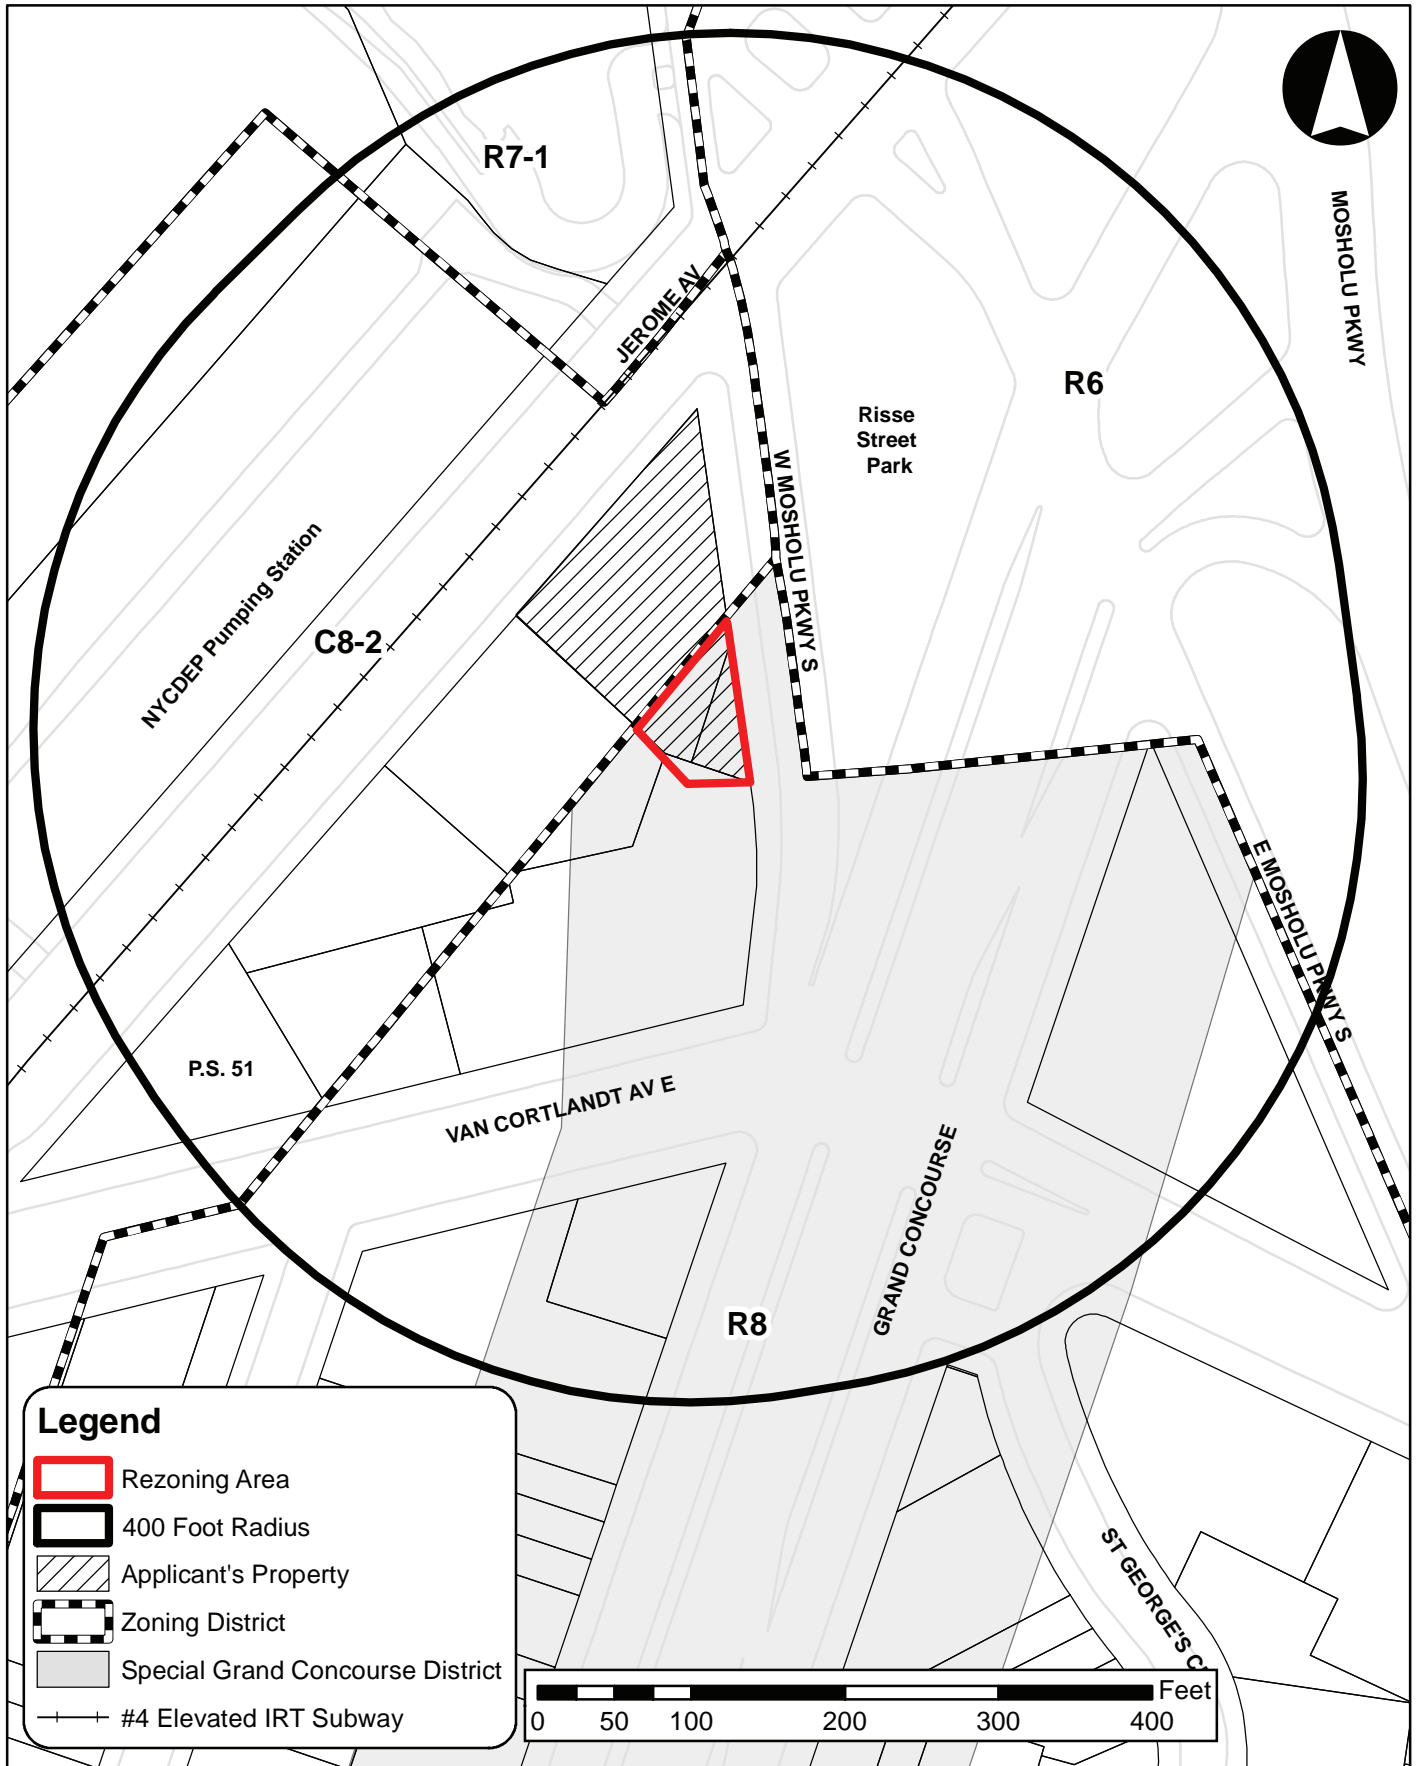 R7-1
MOSHOLU PKWY
JEROME AV
R6
Risse
Street
Park
W MOSHOLU PKWY S
NYCDEP Pumping Station
C8-2
E MOSHOLU PKWY S
P.S. 51
VAN CORTLANDT AV E
GRAND CONCOURSE
R8
Legend
Rezoning Area
400 Foot Radius
Applicant's Property
Zoning District
Special Grand Concourse District
#4 Elevated IRT Subway
ST GEORGE'S
Feet
0 50 100 200 300 400